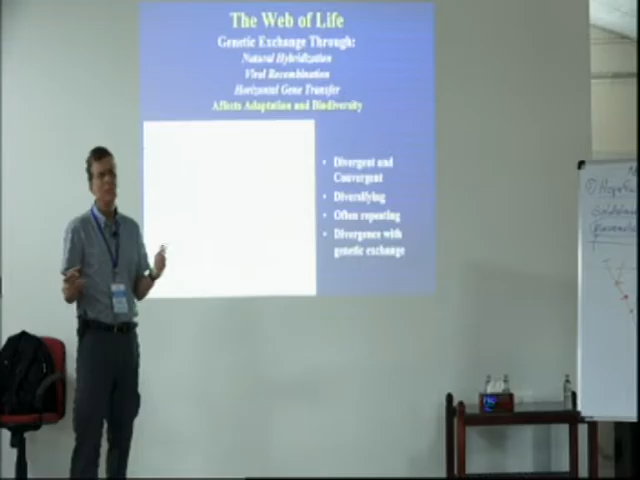 The Web of Life
Genetic Exchange Through:
Natural Hybridization
Viral Recombination
Horizontal Gene Transfer
Affects Adaptation and Biodiversity
• Divergent and
Convergent
• Diversifying
• Often repeating
• Divergence with
genetic exchange